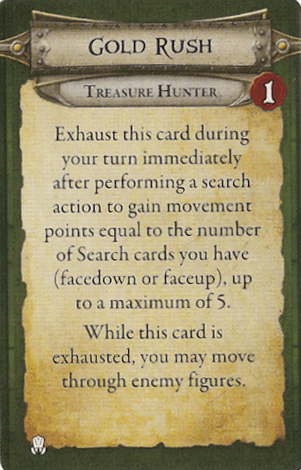 Gold Rush
Treasure Hunter
1
Exhaust this card during
your turn immediately
after performing a search
action to gain movement
points equal to the number
of Search cards you have
(facedown or faceup), up
to a maximum of 5.
While this card is
exhausted, you may move
through enemy figures.